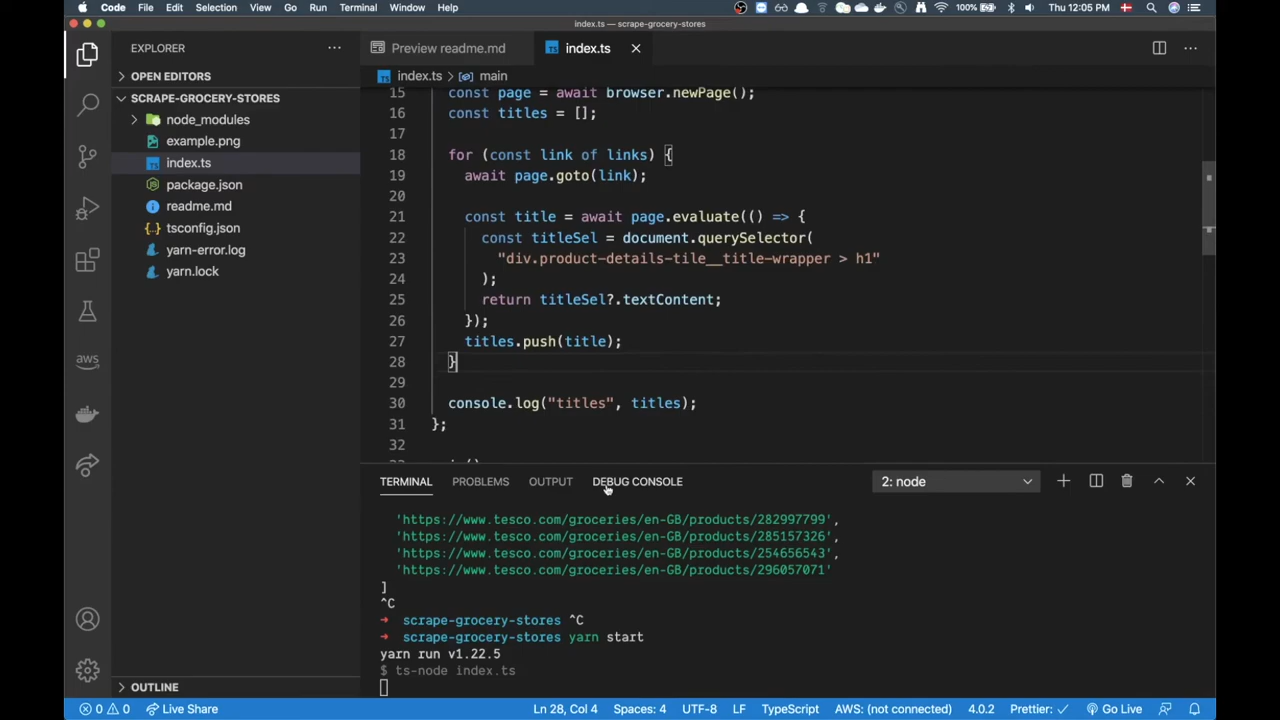 Code File Edit Selection View Go Run Terminal Window Help 100% Thu 12:05 PM
index.ts — scrape-grocery-stores
EXPLORER
OPEN EDITORS
SCRAPE-GROCERY-STORES
node_modules
example.png
index.ts
package.json
readme.md
tsconfig.json
yarn-error.log
yarn.lock
OUTLINE
aws
Preview readme.md
index.ts
index.ts > main
15 const page = await browser.newPage();
16 const titles = [];
17
18 for (const link of links) {
19 await page.goto(link);
20
21 const title = await page.evaluate(() => {
22 const titleSel = document.querySelector(
23 "div.product-details-tile__title-wrapper > h1"
24 );
25 return titleSel?.textContent;
26 });
27 titles.push(title);
28 }
29
30 console.log("titles", titles);
31 };
32
TERMINAL PROBLEMS OUTPUT DEBUG CONSOLE 2: node
'https://www.tesco.com/groceries/en-GB/products/282997799',
'https://www.tesco.com/groceries/en-GB/products/285157326',
'https://www.tesco.com/groceries/en-GB/products/254656543',
'https://www.tesco.com/groceries/en-GB/products/296057071'
]
^C
→ scrape-grocery-stores ^C
→ scrape-grocery-stores yarn start
yarn run v1.22.5
$ ts-node index.ts
0 0 Live Share Ln 28, Col 4 Spaces: 4 UTF-8 LF TypeScript AWS: (not connected) 4.0.2 Prettier: ✓ Go Live